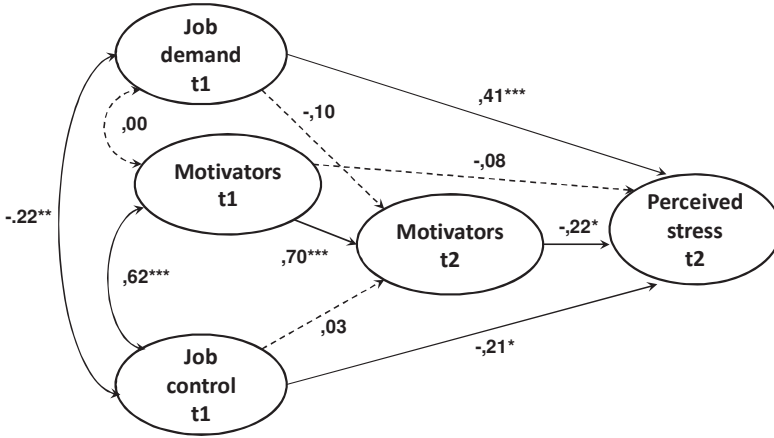 Job
demand
t1
,41***
-,10
,00
-,08
Motivators
t1
Perceived
stress
t2
-.22**
Motivators
t2
-,22*
,70***
,62***
,03
-,21*
Job
control
t1